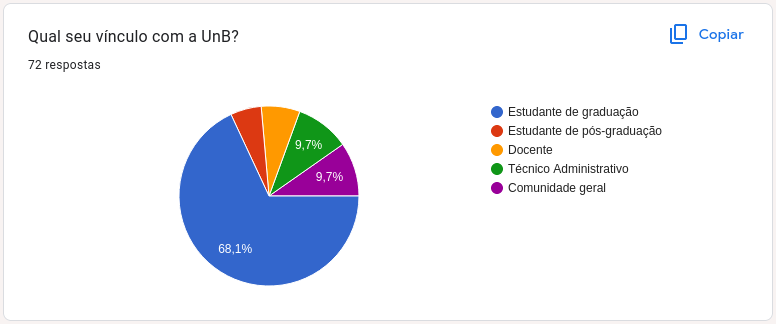 Qual seu vínculo com a UnB?
Copiar
72 respostas
Estudante de graduação
Estudante de pós-graduação
Docente
Técnico Administrativo
Comunidade geral
9,7%
9,7%
68,1%